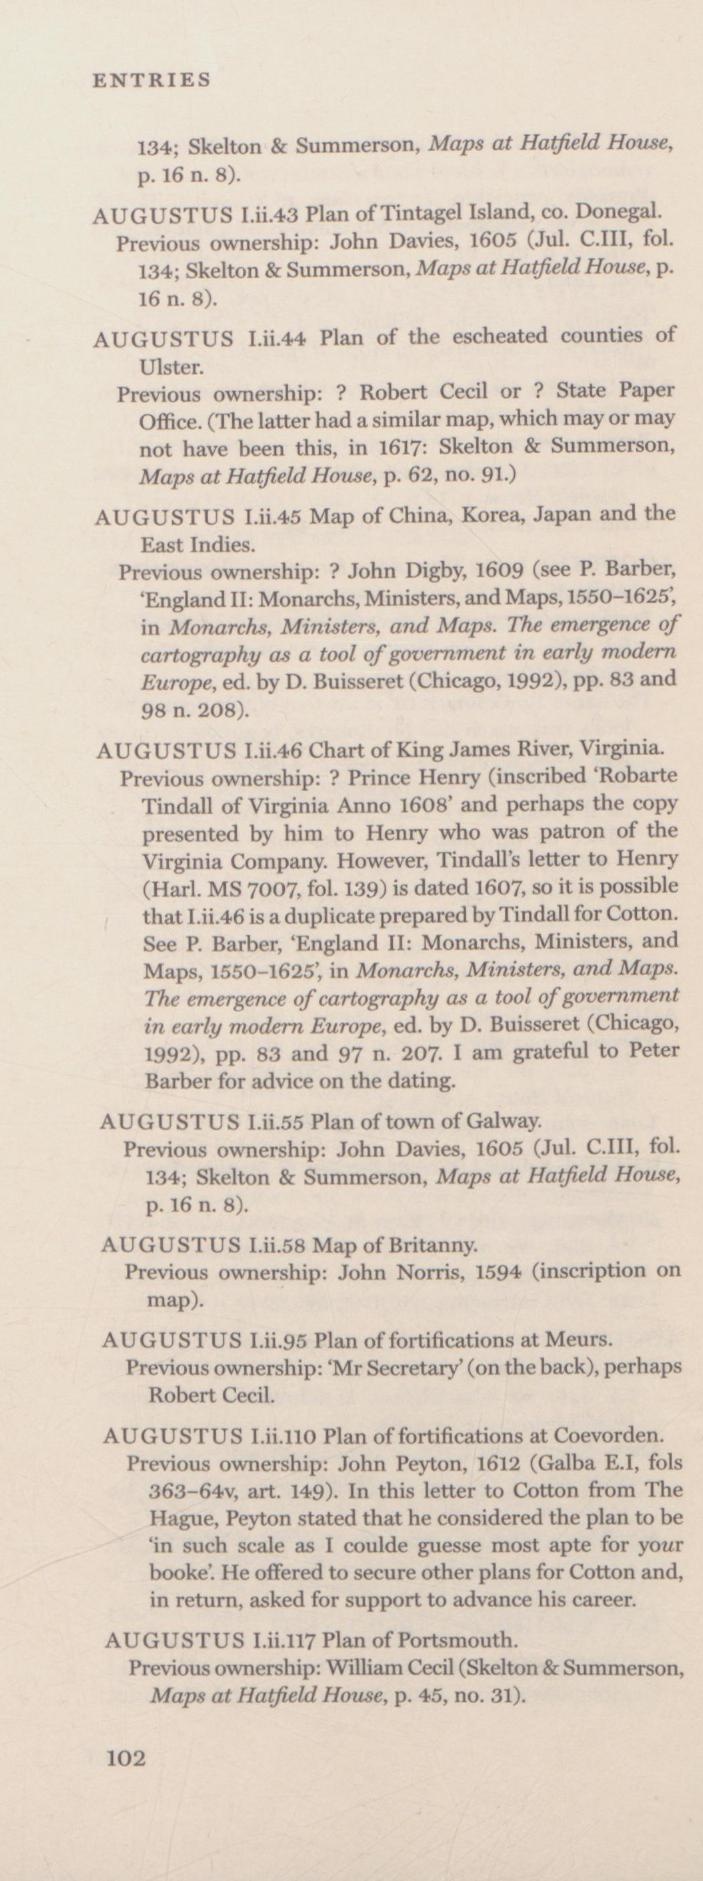 ENTRIES
134; Skelton & Summerson, Maps at Hatfield House,
p. 16 n. 8).
AUGUSTUS I.ii.43 Plan of Tintagel Island, co. Donegal.
Previous ownership: John Davies, 1605 (Jul. C.III, fol.
134; Skelton & Summerson, Maps at Hatfield House, p.
16 n. 8).
AUGUSTUS I.ii.44 Plan of the escheated counties of
Ulster.
Previous ownership: ? Robert Cecil or ? State Paper
Office. (The latter had a similar map, which may or may
not have been this, in 1617: Skelton & Summerson,
Maps at Hatfield House, p. 62, no. 91.)
AUGUSTUS I.ii.45 Map of China, Korea, Japan and the
East Indies.
Previous ownership: ? John Digby, 1609 (see P. Barber,
‘England II: Monarchs, Ministers, and Maps, 1550–1625’,
in Monarchs, Ministers, and Maps. The emergence of
cartography as a tool of government in early modern
Europe, ed. by D. Buisseret (Chicago, 1992), pp. 83 and
98 n. 208).
AUGUSTUS I.ii.46 Chart of King James River, Virginia.
Previous ownership: ? Prince Henry (inscribed ‘Robarte
Tindall of Virginia Anno 1608’ and perhaps the copy
presented by him to Henry who was patron of the
Virginia Company. However, Tindall’s letter to Henry
(Harl. MS 7007, fol. 139) is dated 1607, so it is possible
that I.ii.46 is a duplicate prepared by Tindall for Cotton.
See P. Barber, ‘England II: Monarchs, Ministers, and
Maps, 1550–1625’, in Monarchs, Ministers, and Maps.
The emergence of cartography as a tool of government
in early modern Europe, ed. by D. Buisseret (Chicago,
1992), pp. 83 and 97 n. 207. I am grateful to Peter
Barber for advice on the dating.
AUGUSTUS I.ii.55 Plan of town of Galway.
Previous ownership: John Davies, 1605 (Jul. C.III, fol.
134; Skelton & Summerson, Maps at Hatfield House,
p. 16 n. 8).
AUGUSTUS I.ii.58 Map of Britanny.
Previous ownership: John Norris, 1594 (inscription on
map).
AUGUSTUS I.ii.95 Plan of fortifications at Meurs.
Previous ownership: ‘Mr Secretary’ (on the back), perhaps
Robert Cecil.
AUGUSTUS I.ii.110 Plan of fortifications at Coevorden.
Previous ownership: John Peyton, 1612 (Galba E.I, fols
363–64v, art. 149). In this letter to Cotton from The
Hague, Peyton stated that he considered the plan to be
‘in such scale as I coulde guesse most apte for your
booke’. He offered to secure other plans for Cotton and,
in return, asked for support to advance his career.
AUGUSTUS I.ii.117 Plan of Portsmouth.
Previous ownership: William Cecil (Skelton & Summerson,
Maps at Hatfield House, p. 45, no. 31).
102